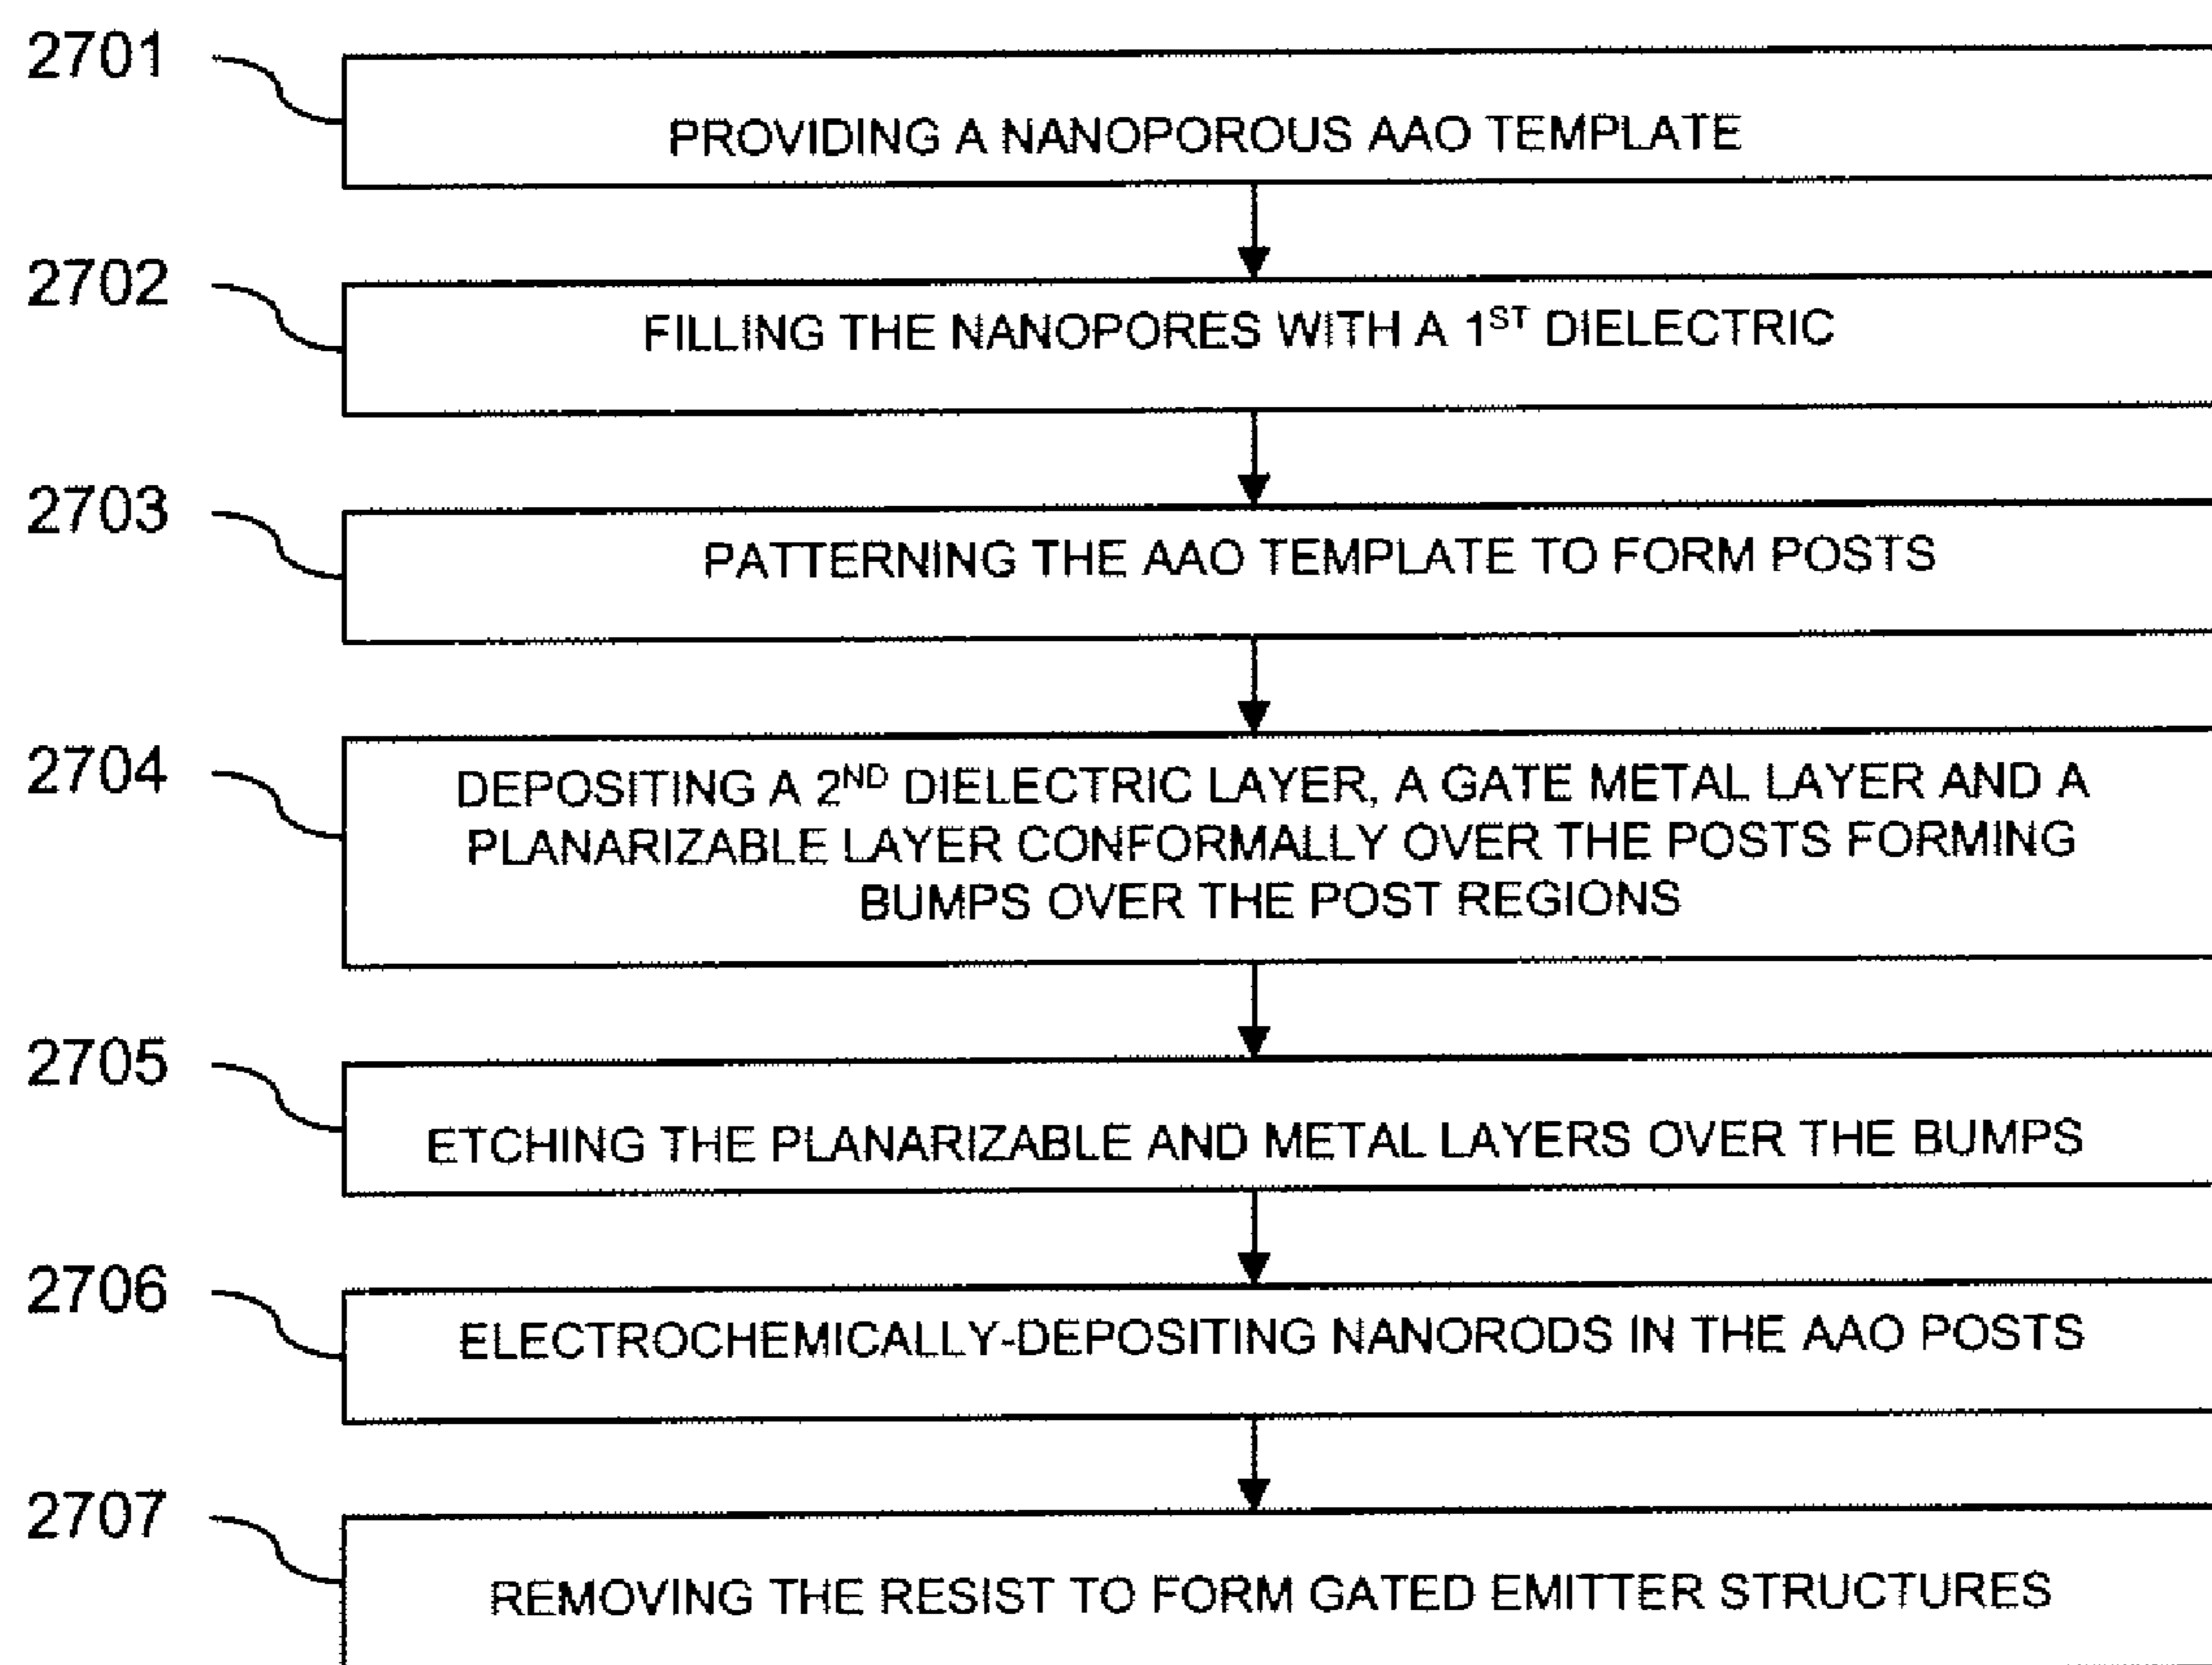 2701
PROVIDING A NANOPOROUS AAO TEMPLATE
2702
FILLING THE NANOPORES WITH A 1ST DIELECTRIC
2703
PATTERNING THE AAO TEMPLATE TO FORM POSTS
2704
DEPOSITING A 2ND DIELECTRIC LAYER, A GATE METAL LAYER AND A
PLANARIZABLE LAYER CONFORMALLY OVER THE POSTS FORMING
BUMPS OVER THE POST REGIONS
2705
ETCHING THE PLANARIZABLE AND METAL LAYERS OVER THE BUMPS
2706
ELECTROCHEMICALLY-DEPOSITING NANORODS IN THE AAO POSTS
2707
REMOVING THE RESIST TO FORM GATED EMITTER STRUCTURES